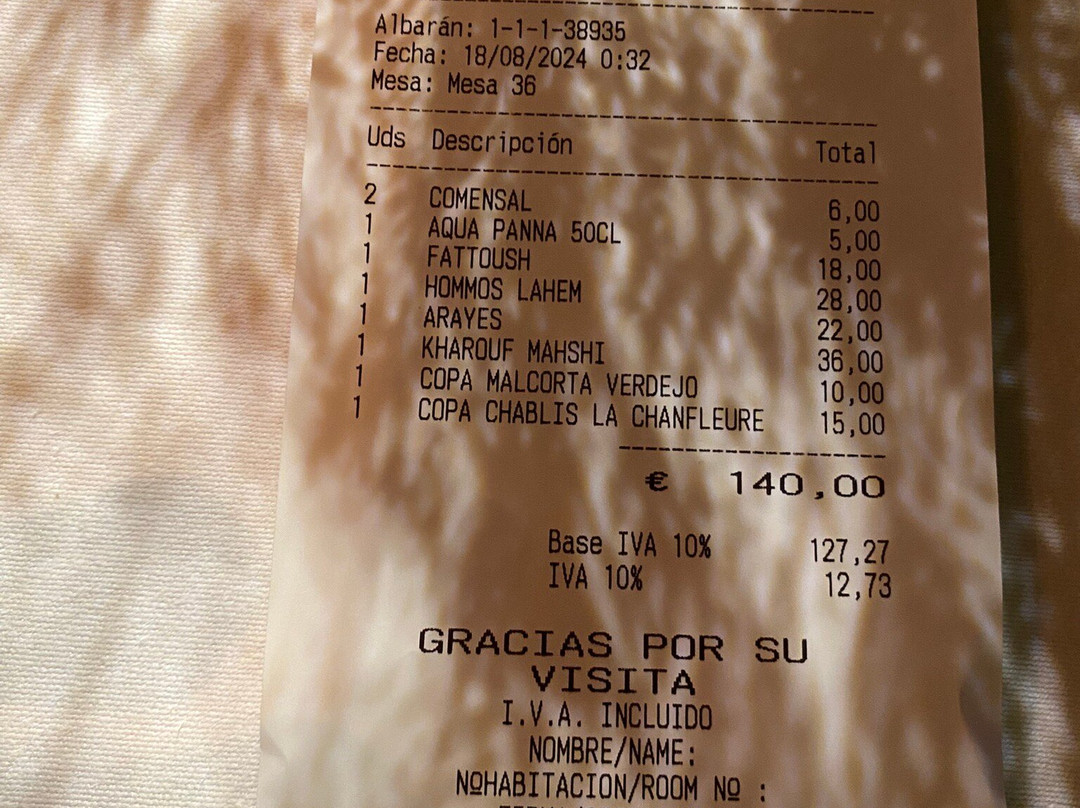 Albarán: 1-1-1-38935
Fecha: 18/08/2024 0:32
Mesa: Mesa 36
Uds Descripción Total
2 COMENSAL 6,00
1 AQUA PANNA 50CL 5,00
1 FATTOUSH 18,00
1 HOMMOS LAHEM 28,00
1 ARAYES 22,00
1 KHAROUF MAHSHI 36,00
1 COPA MALCORTA VERDEJO 10,00
1 COPA CHABLIS LA CHANFLEURE 15,00
€ 140,00
Base IVA 10% 127,27
IVA 10% 12,73
GRACIAS POR SU
VISITA
I.V.A. INCLUIDO
NOMBRE/NAME:
NºHABITACION/ROOM Nº :